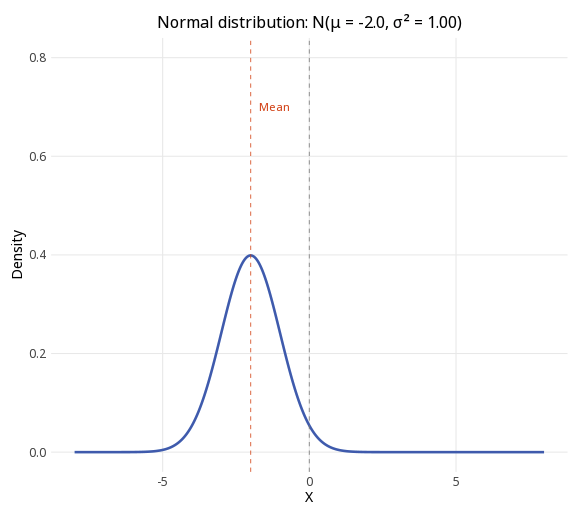 Normal distribution: N(μ = -2.0, σ² = 1.00)
0.8
Mean
0.6
0.4
Density
0.2
0.0
-5 0 5
X